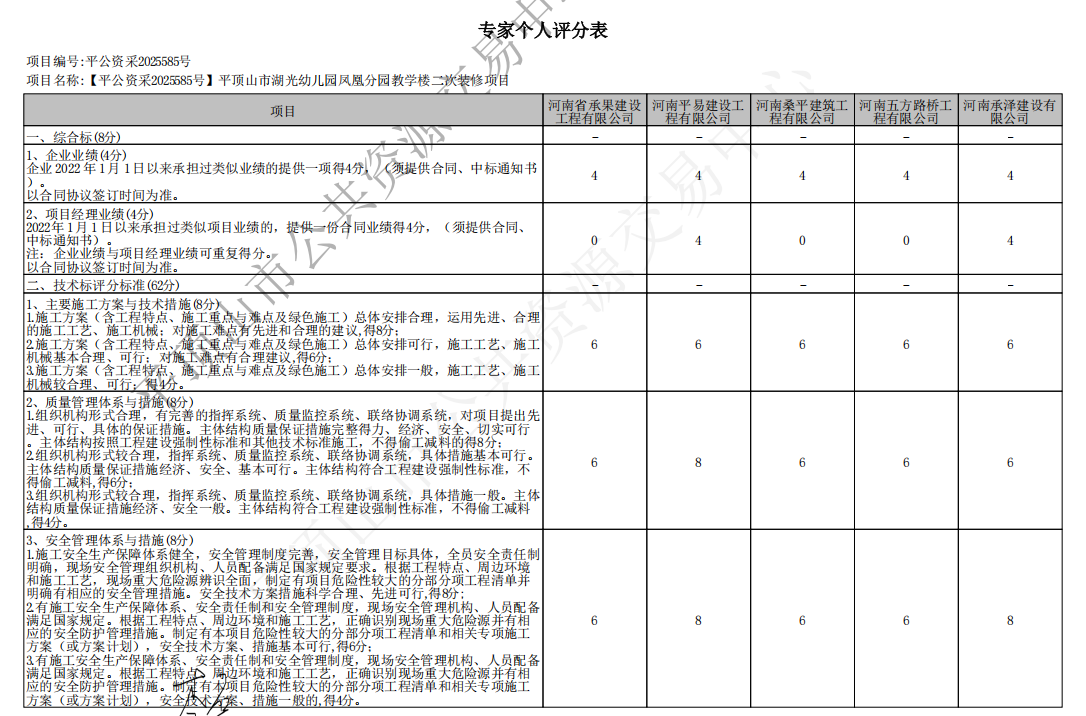 专家个人评分表
项目编号:平公资采2025585号
项目名称:【平公资采2025585号】平顶山市湖光幼儿园凤凰分园教学楼二次装修项目
项目 河南省承果建设 河南平易建设工 河南桑平建筑工 河南五方路桥工 河南承泽建设有
工程有限公司 程有限公司 程有限公司 程有限公司 限公司
一、综合标(8分) — — — — —
1、企业业绩(4分)
企业 2022 年 1 月 1 日以来承担过类似业绩的提供一项得4分，（须提供合同、中标通知书
）。
以合同协议签订时间为准。
4 4 4 4 4
2、项目经理业绩(4分)
2022年 1 月 1 日以来承担过类似项目业绩的，提供一份合同业绩得4分，（须提供合同、
中标通知书）。
注: 企业业绩与项目经理业绩可重复得分。
以合同协议签订时间为准。
0 4 0 0 4
二、技术标评分标准(62分) — — — — —
1、主要施工方案与技术措施(8分)
1.施工方案（含工程特点、施工重点与难点及绿色施工）总体安排合理，运用先进、合理
的施工工艺、施工机械；对施工难点有先进和合理的建议,得8分;
2.施工方案（含工程特点、施工重点与难点及绿色施工）总体安排可行，施工工艺、施工
机械基本合理、可行；对施工难点有合理建议,得6分;
3.施工方案（含工程特点、施工重点与难点及绿色施工）总体安排一般，施工工艺、施工
机械较合理、可行；得4分。
6 6 6 6 6
2、质量管理体系与措施(8分)
1.组织机构形式合理，有完善的指挥系统、质量监控系统、联络协调系统，对项目提出先
进、可行、具体的保证措施。主体结构质量保证措施完整得力、经济、安全、切实可行
。主体结构按照工程建设强制性标准和其他技术标准施工，不得偷工减料的得8分;
2.组织机构形式较合理，指挥系统、质量监控系统、联络协调系统，具体措施基本可行。
主体结构质量保证措施经济、安全、基本可行。主体结构符合工程建设强制性标准，不
得偷工减料,得6分;
3.组织机构形式较合理，指挥系统、质量监控系统、联络协调系统，具体措施一般。主体
结构质量保证措施经济、安全一般。主体结构符合工程建设强制性标准，不得偷工减料
,得4分。
6 8 6 6 6
3、安全管理体系与措施(8分)
1.施工安全生产保障体系健全，安全管理制度完善，安全管理目标具体，全员安全责任制
明确，现场安全管理组织机构、人员配备满足国家规定要求。根据工程特点、周边环境
和施工工艺，现场重大危险源辨识全面，制定有项目危险性较大的分部分项工程清单并
明确有相应的安全管理措施。安全技术方案措施科学合理、先进可行,得8分;
2.有施工安全生产保障体系、安全责任制和安全管理制度，现场安全管理机构、人员配备
满足国家规定。根据工程特点、周边环境和施工工艺，正确识别现场重大危险源并有相
应的安全防护管理措施。制定有本项目危险性较大的分部分项工程清单和相关专项施工
方案（或方案计划），安全技术方案、措施基本可行,得6分;
3.有施工安全生产保障体系、安全责任制和安全管理制度，现场安全管理机构、人员配备
满足国家规定。根据工程特点、周边环境和施工工艺，正确识别现场重大危险源并有相
应的安全防护管理措施。制定有本项目危险性较大的分部分项工程清单和相关专项施工
方案（或方案计划），安全技术方案、措施一般的,得4分。
6 8 6 6 8
平顶山市公共资源交易中
顶山市公共资源交易中心